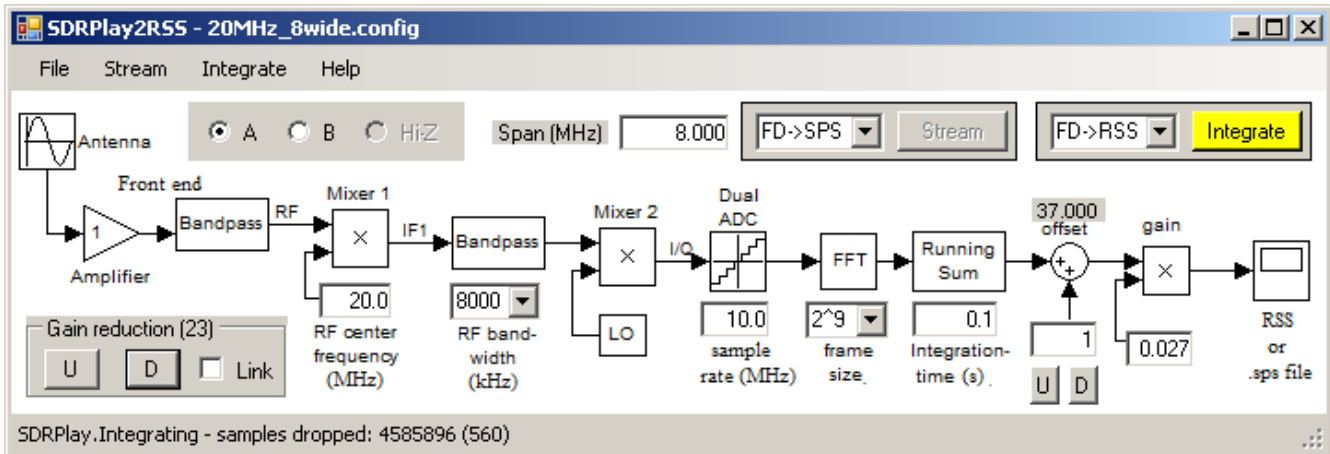 SDRPlay2RSS - 20MHz_8wide.config
File Stream Integrate Help
Antenna
A B Hi-Z
Span (MHz) 8.000
FD->SPS Stream
FD->RSS Integrate
Front end
1
Amplifier
Bandpass
RF
Mixer 1
×
IF1
20.0
RF center
frequency
(MHz)
Bandpass
8000
RF band-
width
(kHz)
Mixer 2
×
LO
I/Q
Dual
ADC
10.0
sample
rate (MHz)
FFT
2^9
frame
size.
Running
Sum
0.1
Integration-
time (s) .
37.000
offset
+
+
1
U D
gain
×
0.027
RSS
or
.sps file
Gain reduction (23)
U D Link
SDRPlay.Integrating - samples dropped: 4585896 (560)